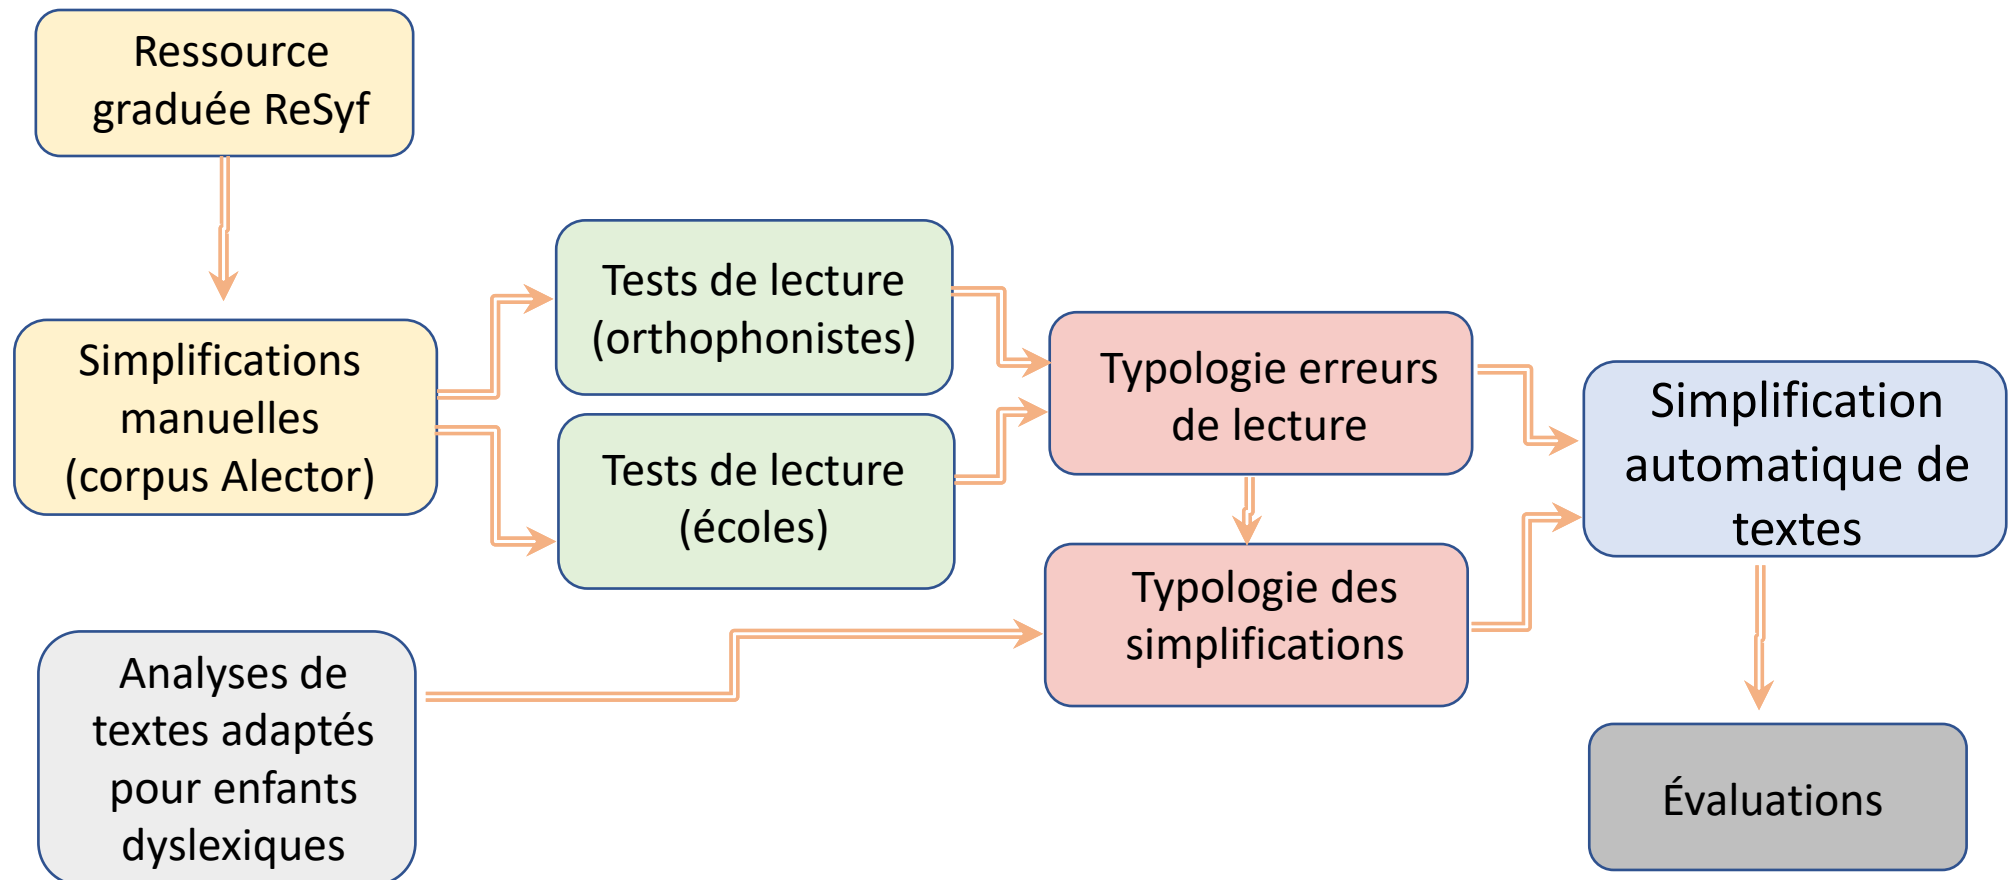 Ressource
graduée ReSyf
Simplifications
manuelles
(corpus Alector)
Tests de lecture
(orthophonistes)
Tests de lecture
(écoles)
Analyses de
textes adaptés
pour enfants
dyslexiques
Typologie erreurs
de lecture
Typologie des
simplifications
Simplification
automatique de
textes
Évaluations